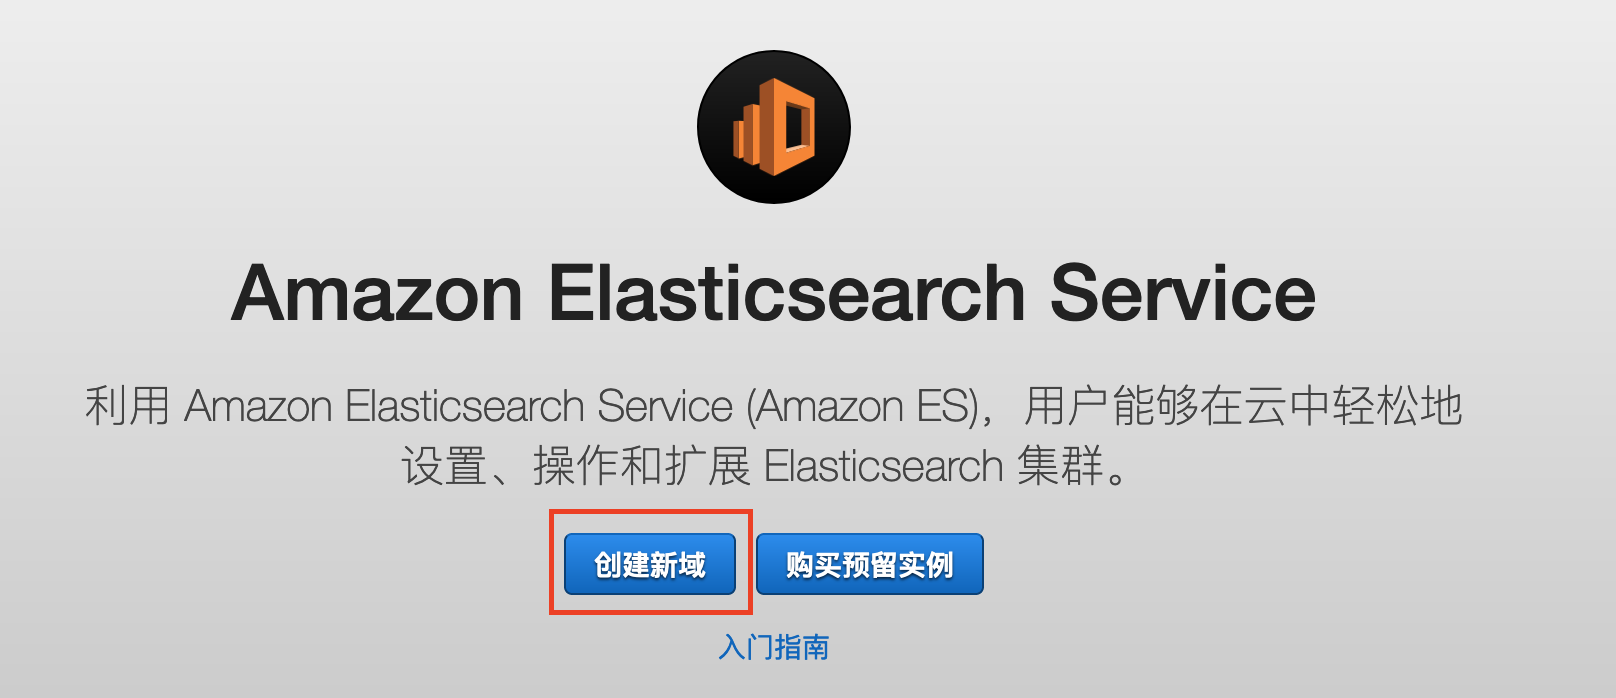 Amazon Elasticsearch Service
利用 Amazon Elasticsearch Service (Amazon ES)，用户能够在云中轻松地
设置、操作和扩展 Elasticsearch 集群。
创建新域 购买预留实例
入门指南